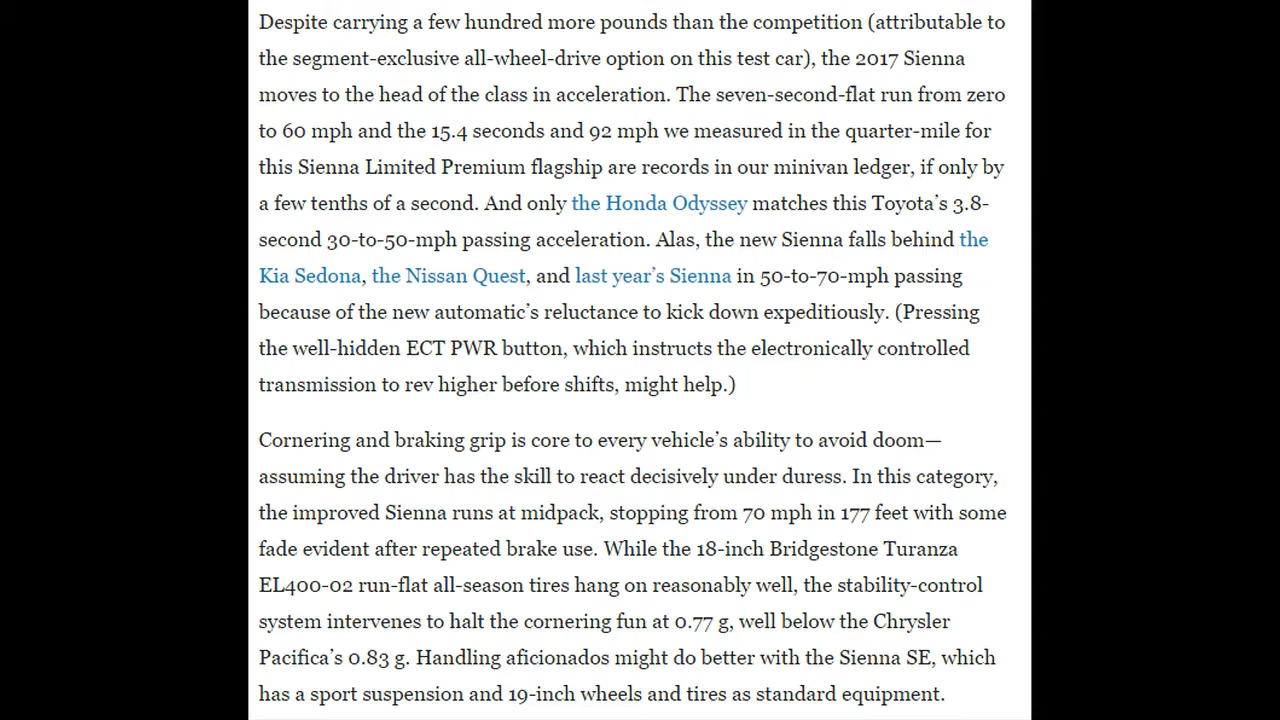 Despite carrying a few hundred more pounds than the competition (attributable to
the segment-exclusive all-wheel-drive option on this test car), the 2017 Sienna
moves to the head of the class in acceleration. The seven-second-flat run from zero
to 60 mph and the 15.4 seconds and 92 mph we measured in the quarter-mile for
this Sienna Limited Premium flagship are records in our minivan ledger, if only by
a few tenths of a second. And only the Honda Odyssey matches this Toyota’s 3.8-
second 30-to-50-mph passing acceleration. Alas, the new Sienna falls behind the
Kia Sedona, the Nissan Quest, and last year’s Sienna in 50-to-70-mph passing
because of the new automatic’s reluctance to kick down expeditiously. (Pressing
the well-hidden ECT PWR button, which instructs the electronically controlled
transmission to rev higher before shifts, might help.)
Cornering and braking grip is core to every vehicle’s ability to avoid doom—
assuming the driver has the skill to react decisively under duress. In this category,
the improved Sienna runs at midpack, stopping from 70 mph in 177 feet with some
fade evident after repeated brake use. While the 18-inch Bridgestone Turanza
EL400-02 run-flat all-season tires hang on reasonably well, the stability-control
system intervenes to halt the cornering fun at 0.77 g, well below the Chrysler
Pacifica’s 0.83 g. Handling aficionados might do better with the Sienna SE, which
has a sport suspension and 19-inch wheels and tires as standard equipment.